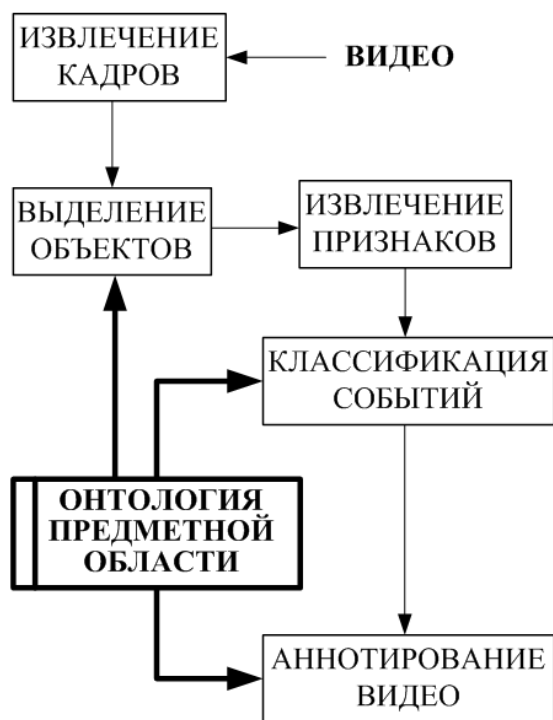 ИЗВЛЕЧЕНИЕ
КАДРОВ
ВИДЕО
ВЫДЕЛЕНИЕ
ОБЪЕКТОВ
ИЗВЛЕЧЕНИЕ
ПРИЗНАКОВ
КЛАССИФИКАЦИЯ
СОБЫТИЙ
ОНТОЛОГИЯ
ПРЕДМЕТНОЙ
ОБЛАСТИ
АННОТИРОВАНИЕ
ВИДЕО